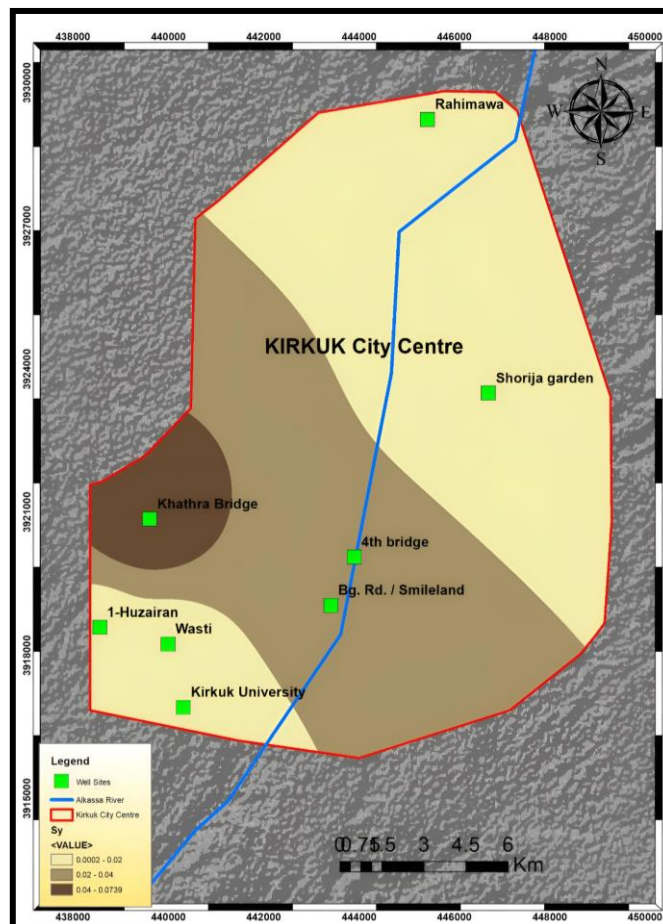 438000 440000 442000 444000 446000 448000 450000
3930000
3927000
3924000
3921000
3918000
3915000
N
W E
S
Rahimawa
KIRKUK City Centre
Shorija garden
Khathra Bridge
4th bridge
Bg. Rd. / Smileland
1-Huzairan
Wasti
Kirkuk University
Legend
Well Sites
Alkassa River
Kirkuk City Centre
Sy
<VALUE>
0.0002 - 0.02
0.02 - 0.04
0.04 - 0.0739
0 0.75 1.5 3 4.5 6
Km
438000 440000 442000 444000 446000 448000 450000